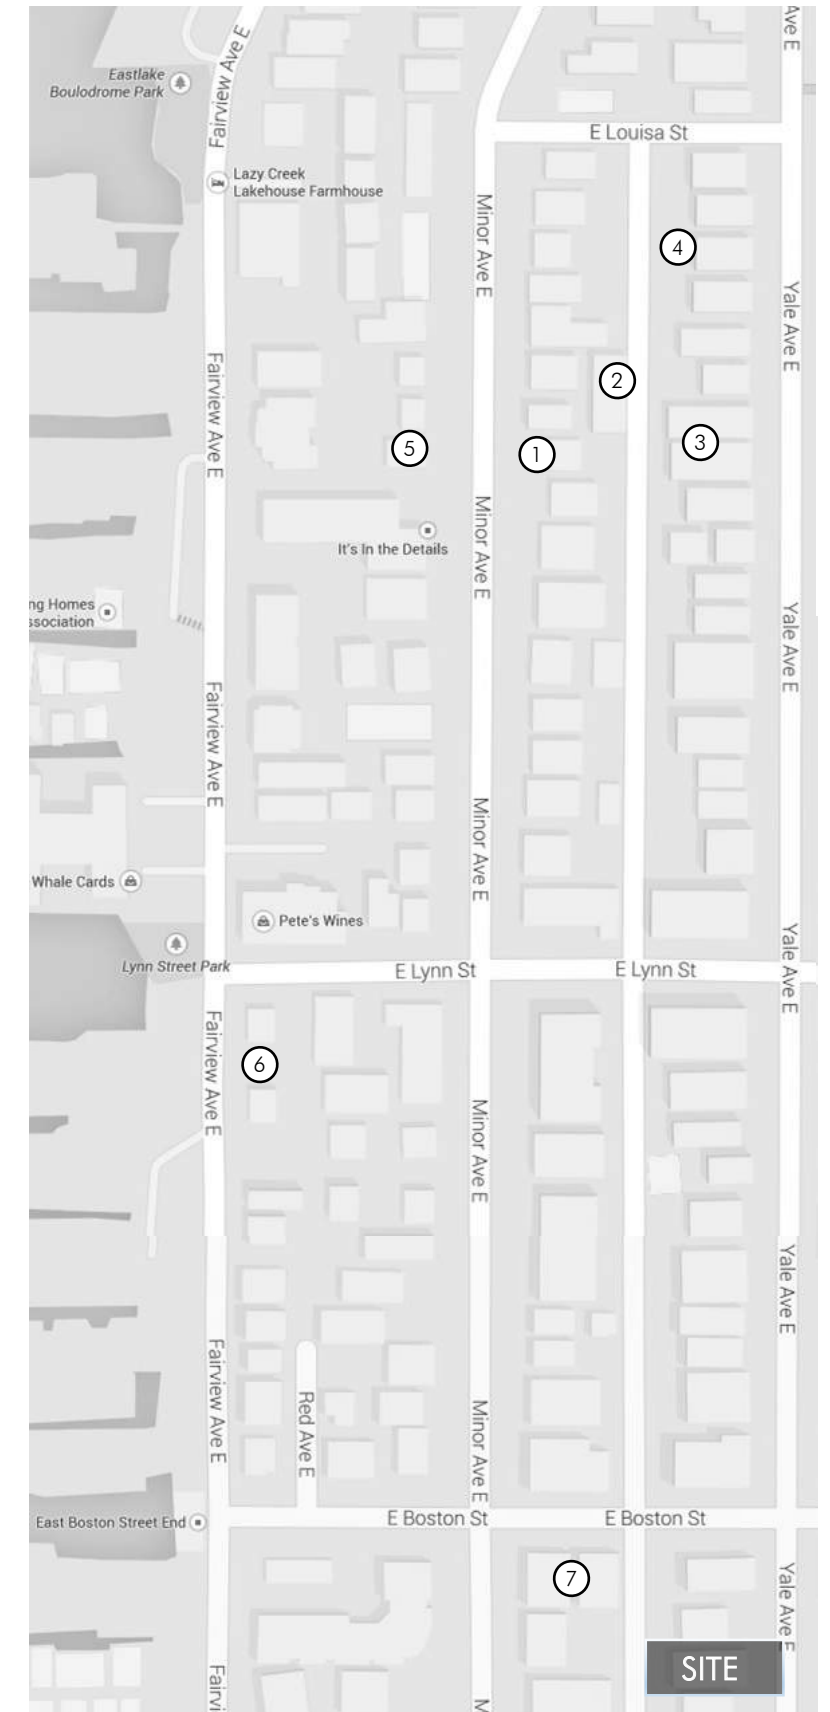 Ave E
Fairview Ave E
Eastlake
Boulodrome Park
E Louisa St
Lazy Creek
Lakehouse Farmhouse
Minor Ave E
4
Yale Ave E
Fairview Ave E
2
3
5
1
Minor Ave E
It's In the Details
ng Homes
ssociation
Yale Ave E
Fairview Ave E
Minor Ave E
Whale Cards
Pete's Wines
Yale Ave E
Lynn Street Park
E Lynn St
E Lynn St
Fairview Ave E
6
Minor Ave E
Yale Ave E
Fairview Ave E
Red Ave E
Minor Ave E
East Boston Street End
E Boston St
E Boston St
7
Yale Ave E
SITE
Fairvi
M